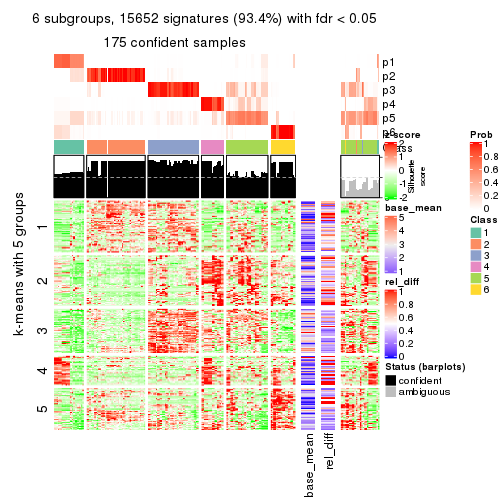 6 subgroups, 15652 signatures (93.4%) with fdr < 0.05
175 confident samples
p1
p2
p3
p4
p5
p6
Class
Silhouette
score
k-means with 5 groups
1
2
3
4
5
base_mean
rel_diff
z-score
2
1
0
-1
-2
base_mean
5
4
3
2
1
rel_diff
1
0.8
0.6
0.4
0.2
0
Status (barplots)
confident
ambiguous
Prob
1
0.8
0.6
0.4
0.2
0
Class
1
2
3
4
5
6